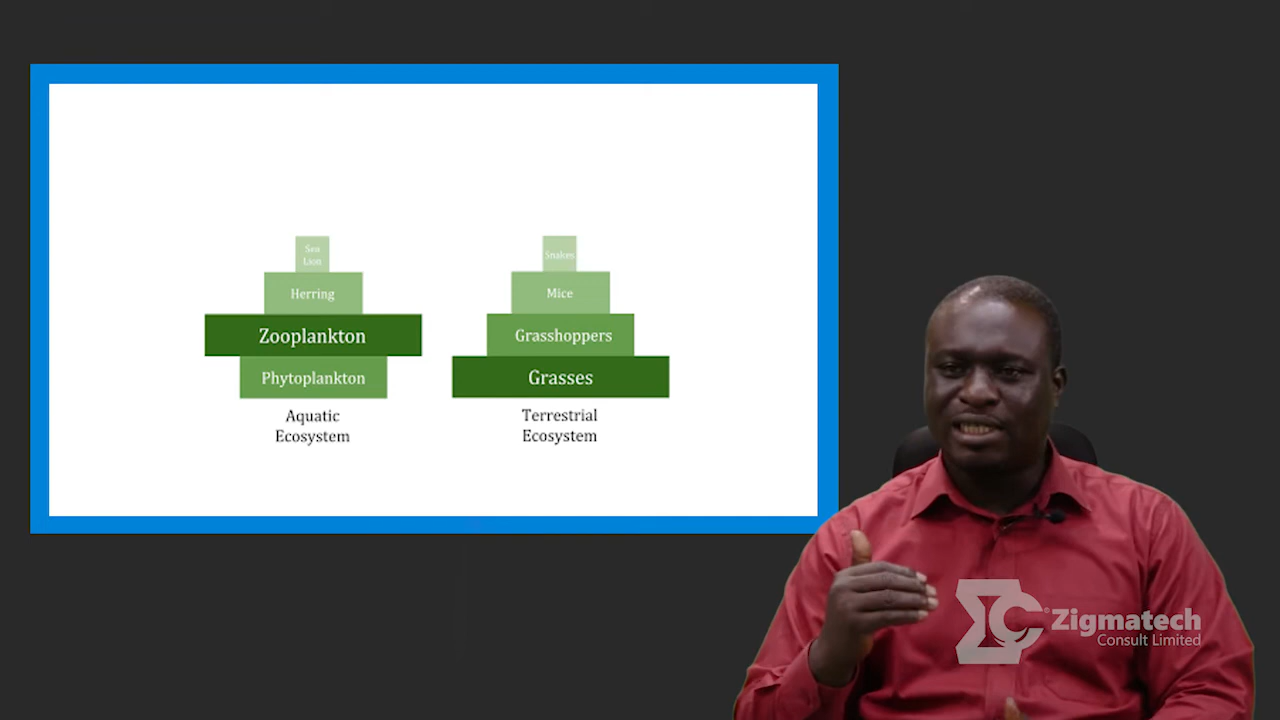 Sea
Lion
Herring
Zooplankton
Phytoplankton
Aquatic
Ecosystem
Snakes
Mice
Grasshoppers
Grasses
Terrestrial
Ecosystem
Zigmatech
Consult Limited